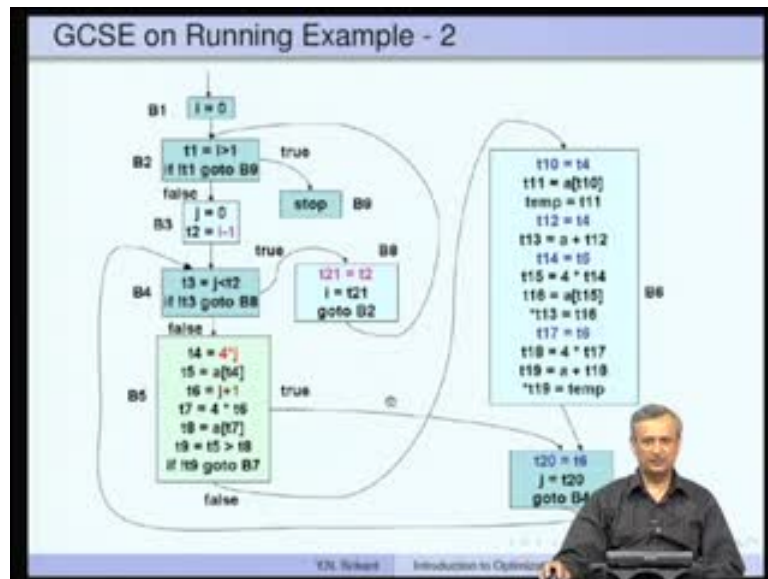 GCSE on Running Example - 2
B1
i = 0
B2
t1 = i>1
if !t1 goto B9
true
false
stop
B9
B3
j = 0
t2 = i-1
true
B8
B4
t3 = j<t2
if !t3 goto B8
t21 = t2
i = t21
goto B2
false
B5
t4 = 4*j
t5 = a[t4]
t6 = j+1
t7 = 4 * t6
t8 = a[t7]
t9 = t5 > t8
if !t9 goto B7
true
false
t10 = t4
t11 = a[t10]
temp = t11
t12 = t4
t13 = a + t12
t14 = t6
t15 = 4 * t14
t16 = a[t15]
*t13 = t16
t17 = t6
t18 = 4 * t17
t19 = a + t18
*t19 = temp
B6
t20 = t6
j = t20
goto B4
Y.N. Srikant
Introduction to